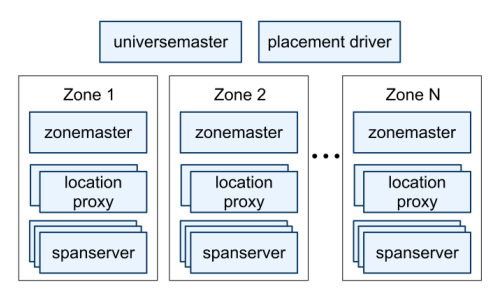 universemaster
placement driver
Zone 1
zonemaster
location
proxy
spanserver
Zone 2
zonemaster
location
proxy
spanserver
...
Zone N
zonemaster
location
proxy
spanserver